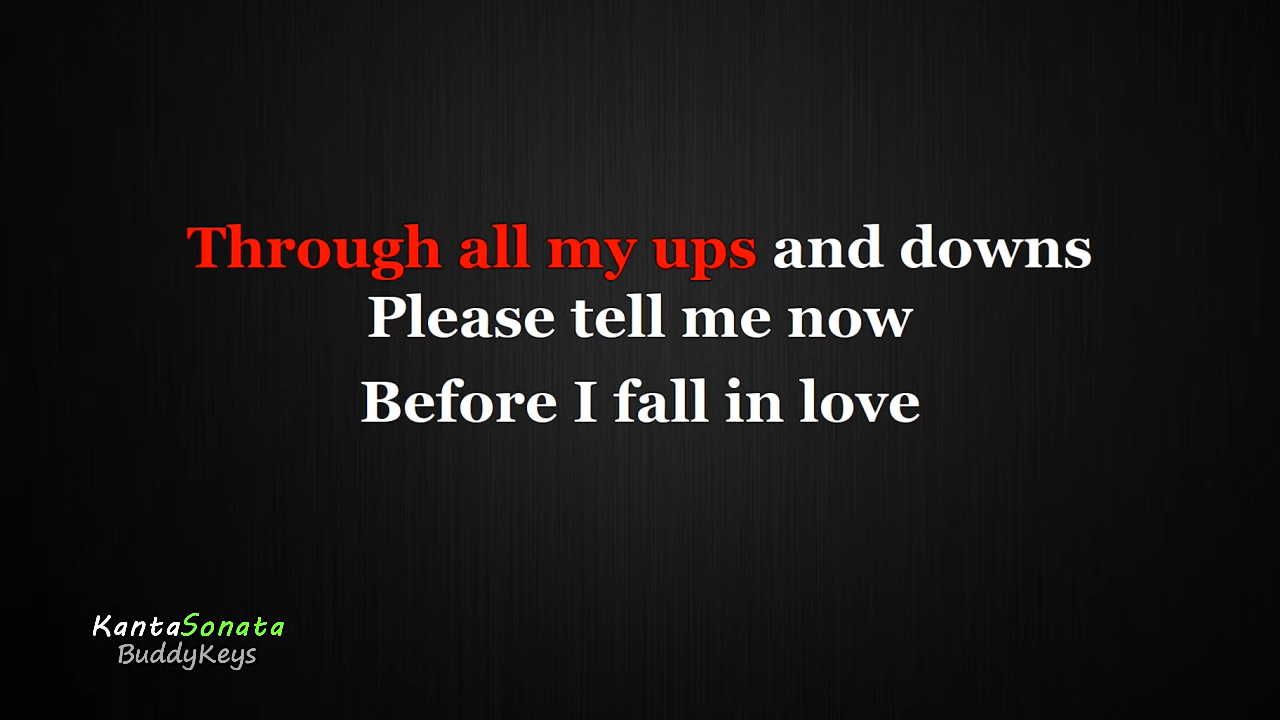 Through all my ups and downs
Please tell me now
Before I fall in love
KantaSonata
BuddyKeys